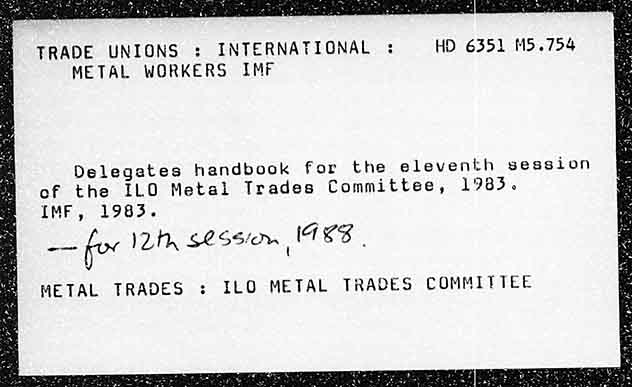 TRADE UNIONS : INTERNATIONAL : HD 6351 M5.754
METAL WORKERS IMF
Delegates handbook for the eleventh session
of the ILO Metal Trades Committee, 1983.
IMF, 1983.
— for 12th session, 1988.
METAL TRADES : ILO METAL TRADES COMMITTEE